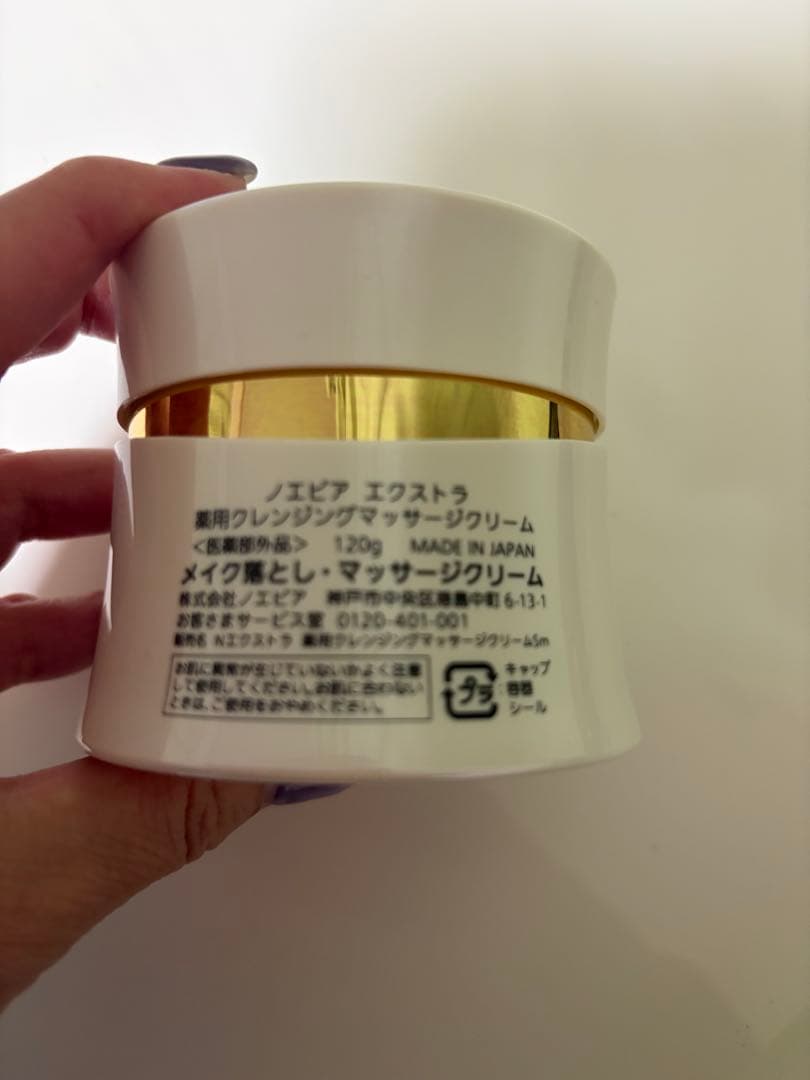 ノエビア エクストラ
薬用クレンジングマッサージクリーム
<医薬部外品> 120g MADE IN JAPAN
メイク落とし・マッサージクリーム
株式会社ノエビア 神戸市中央区港島中町6-13-1
お客さまサービス室 0120-401-001
販売名 Nエクストラ 薬用クレンジングマッサージクリームSm
お肌に異常が生じていないかよく注意
して使用してください。お肌に合わない
ときは、ご使用をおやめください。
プラ
キャップ
容器
シール